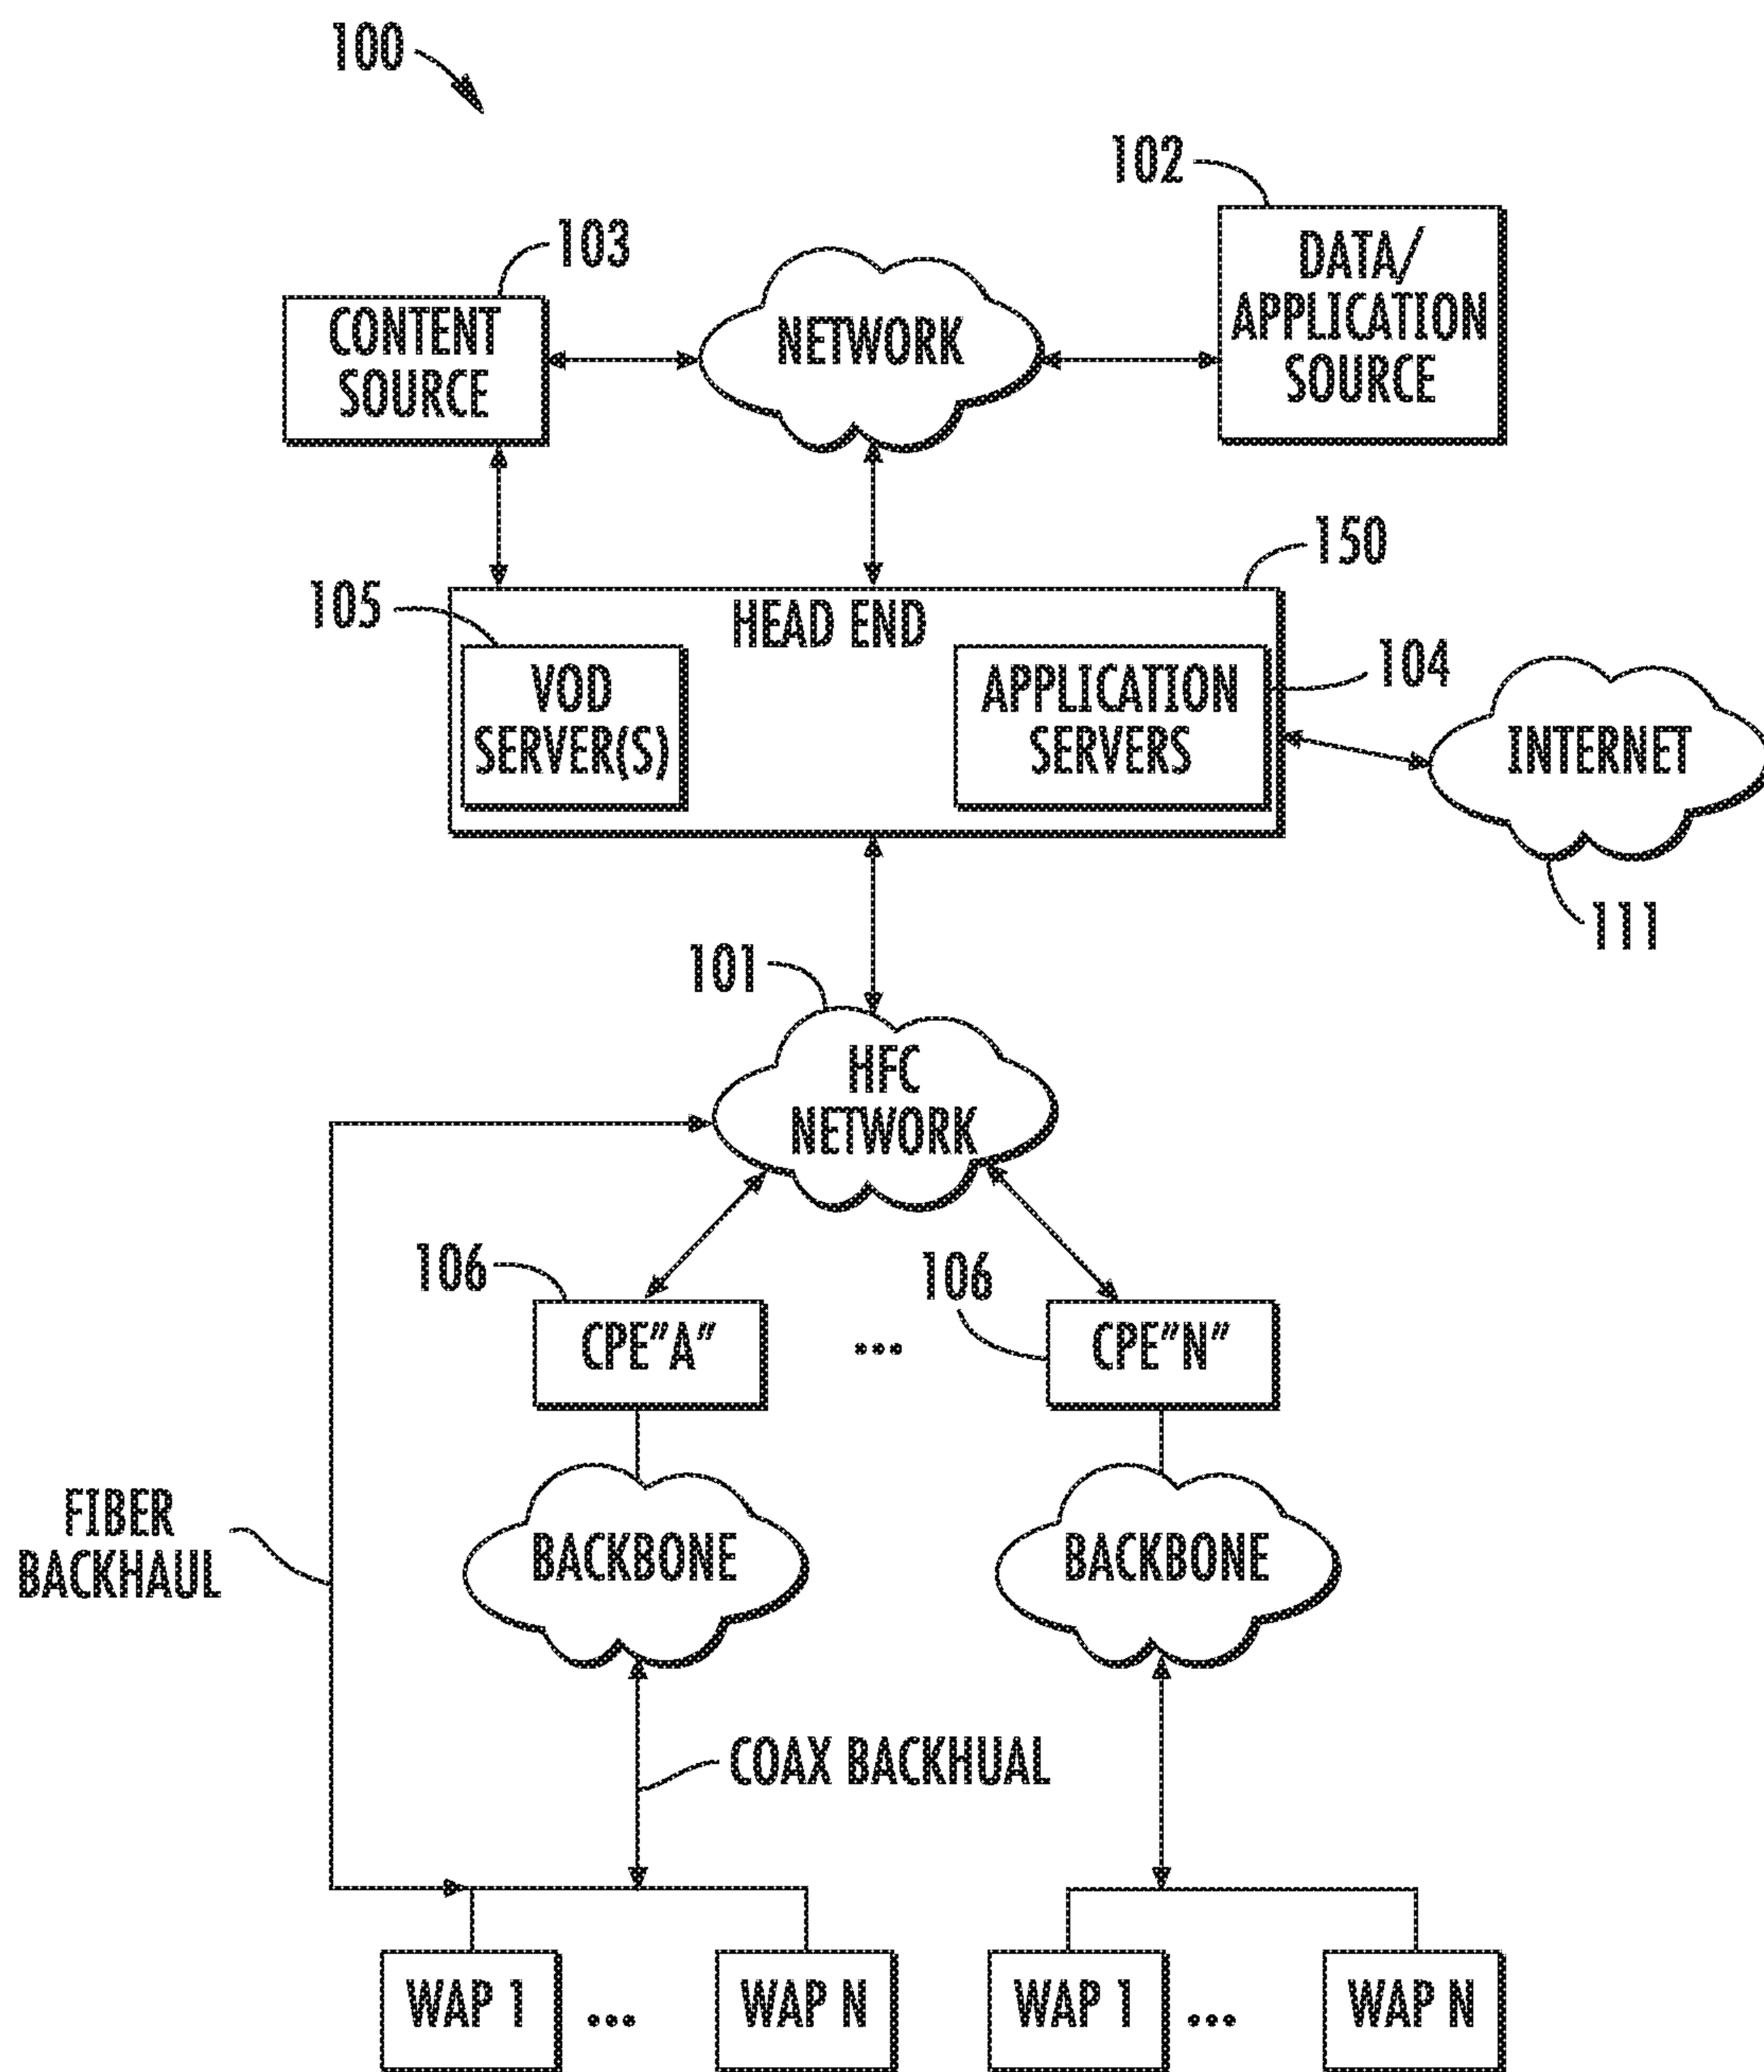 100
102
103
DATA/
APPLICATION
SOURCE
CONTENT
SOURCE
NETWORK
150
105
HEAD END
104
VOD
SERVER(S)
APPLICATION
SERVERS
INTERNET
111
101
HFC
NETWORK
106
106
CPE"A"
...
CPE"N"
FIBER
BACKHAUL
BACKBONE
BACKBONE
COAX BACKHUAL
WAP 1
...
WAP N
WAP 1
...
WAP N